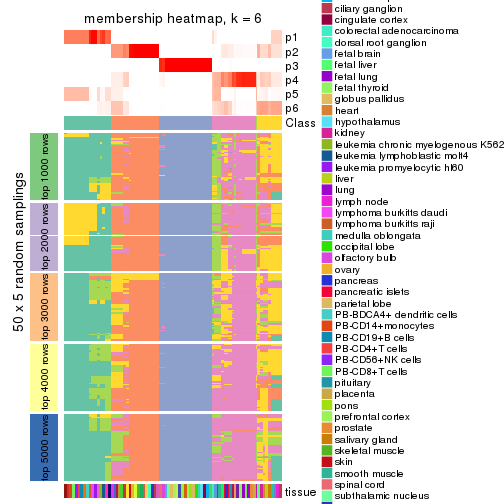 membership heatmap, k = 6
p1
p2
p3
p4
p5
p6
Class
50 x 5 random samplings
top 1000 rows
top 2000 rows
top 3000 rows
top 4000 rows
top 5000 rows
tissue
ciliary ganglion
cingulate cortex
colorectal adenocarcinoma
dorsal root ganglion
fetal brain
fetal liver
fetal lung
fetal thyroid
globus pallidus
heart
hypothalamus
kidney
leukemia chronic myelogenous K562
leukemia lymphoblastic molt4
leukemia promyelocytic hl60
liver
lung
lymph node
lymphoma burkitts daudi
lymphoma burkitts raji
medulla oblongata
occipital lobe
olfactory bulb
ovary
pancreas
pancreatic islets
parietal lobe
PB-BDCA4+ dendritic cells
PB-CD14+monocytes
PB-CD19+B cells
PB-CD4+T cells
PB-CD56+NK cells
PB-CD8+T cells
pituitary
placenta
pons
prefrontal cortex
prostate
salivary gland
skeletal muscle
skin
smooth muscle
spinal cord
subthalamic nucleus